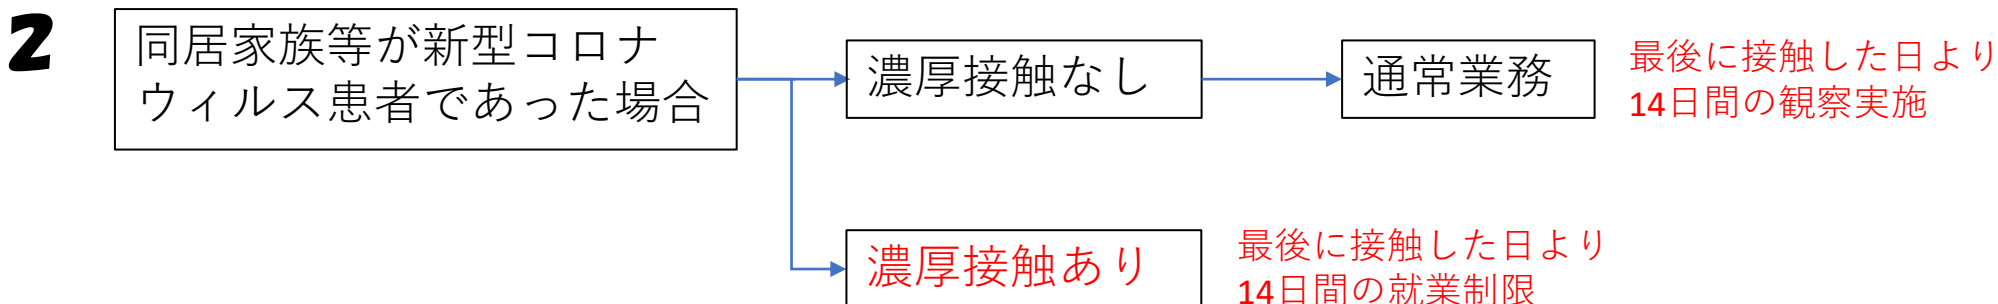 2
同居家族等が新型コロナ
ウィルス患者であった場合
濃厚接触なし
通常業務
最後に接触した日より
14日間の観察実施
濃厚接触あり
最後に接触した日より
14日間の就業制限